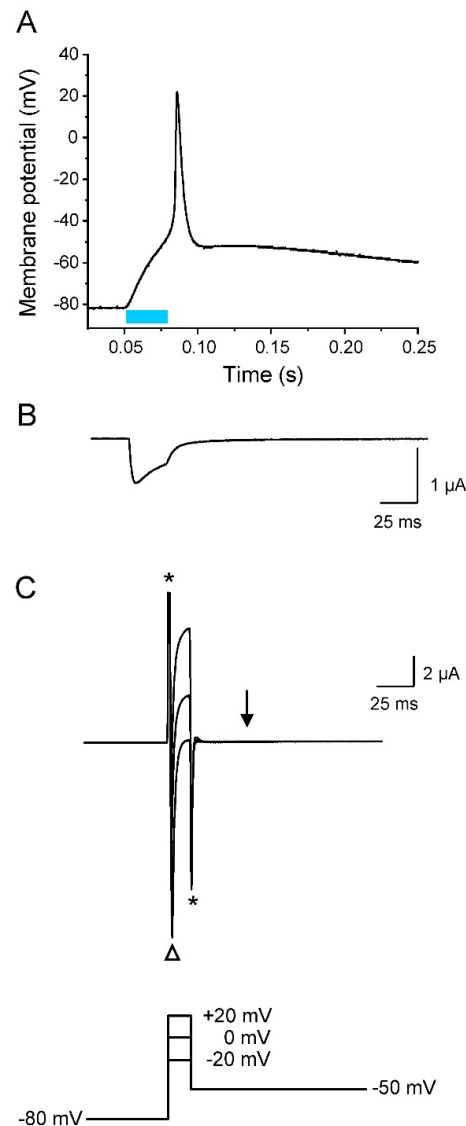 A
40
20
0
-20
-40
-60
-80
Membrane potential (mV)
0.05 0.10 0.15 0.20 0.25
Time (s)
B
1 µA
25 ms
C
*
2 µA
25 ms
*
Δ
+20 mV
0 mV
-20 mV
-50 mV
-80 mV